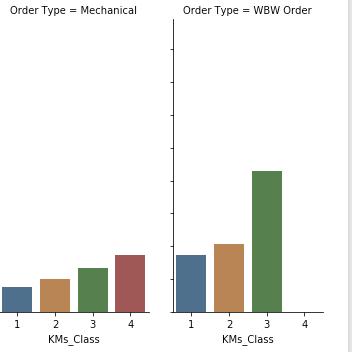 Order Type = Mechanical
Order Type = WBW Order
1 2 3 4
1 2 3 4
KMs_Class
KMs_Class